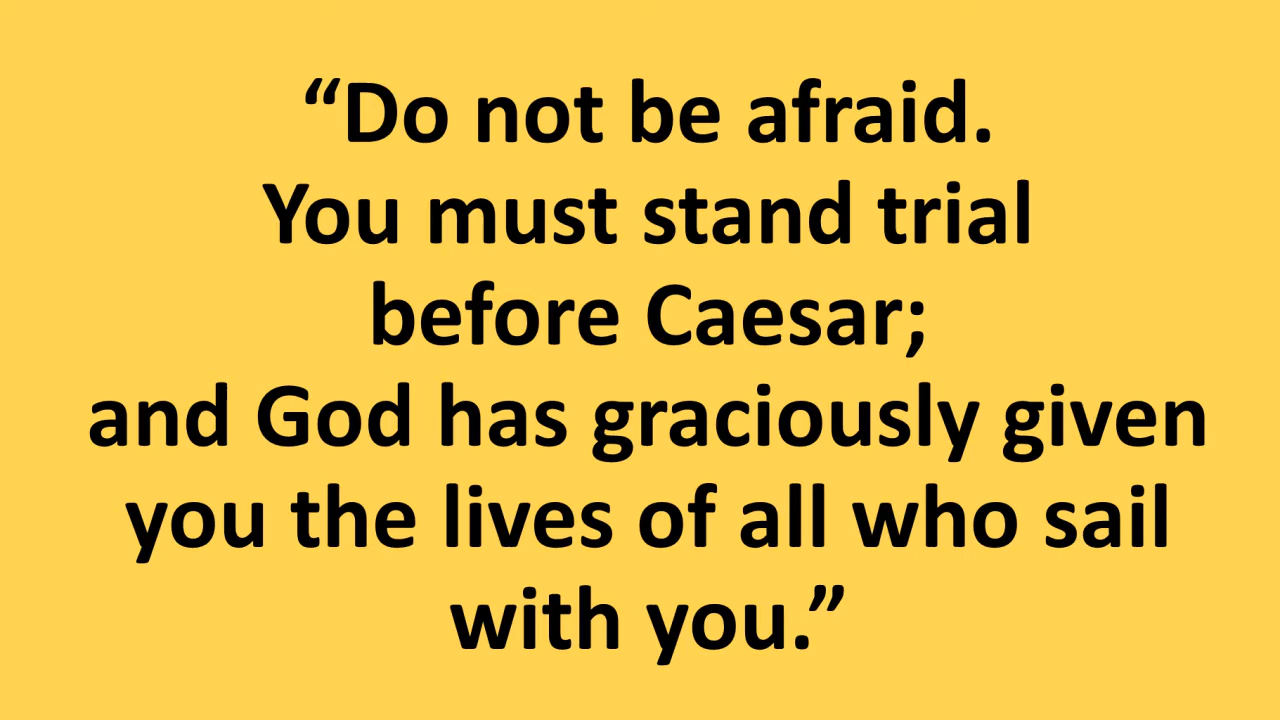 “Do not be afraid.
You must stand trial
before Caesar;
and God has graciously given
you the lives of all who sail
with you.”